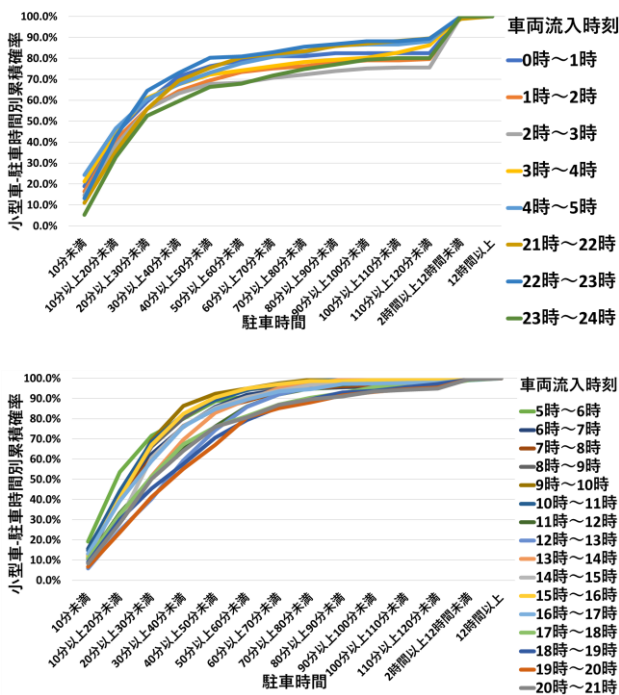 小型車-駐車時間別累積確率
100.0%
90.0%
80.0%
70.0%
60.0%
50.0%
40.0%
30.0%
20.0%
10.0%
0.0%
10分未満
10分以上20分未満
20分以上30分未満
30分以上40分未満
40分以上50分未満
50分以上60分未満
60分以上70分未満
70分以上80分未満
80分以上90分未満
90分以上100分未満
100分以上110分未満
110分以上120分未満
2時間以上12時間未満
12時間以上
駐車時間
車両流入時刻
0時～1時
1時～2時
2時～3時
3時～4時
4時～5時
21時～22時
22時～23時
23時～24時
小型車-駐車時間別累積確率
100.0%
90.0%
80.0%
70.0%
60.0%
50.0%
40.0%
30.0%
20.0%
10.0%
0.0%
10分未満
10分以上20分未満
20分以上30分未満
30分以上40分未満
40分以上50分未満
50分以上60分未満
60分以上70分未満
70分以上80分未満
80分以上90分未満
90分以上100分未満
100分以上110分未満
110分以上120分未満
2時間以上12時間未満
12時間以上
駐車時間
車両流入時刻
5時～6時
6時～7時
7時～8時
8時～9時
9時～10時
10時～11時
11時～12時
12時～13時
13時～14時
14時～15時
15時～16時
16時～17時
17時～18時
18時～19時
19時～20時
20時～21時